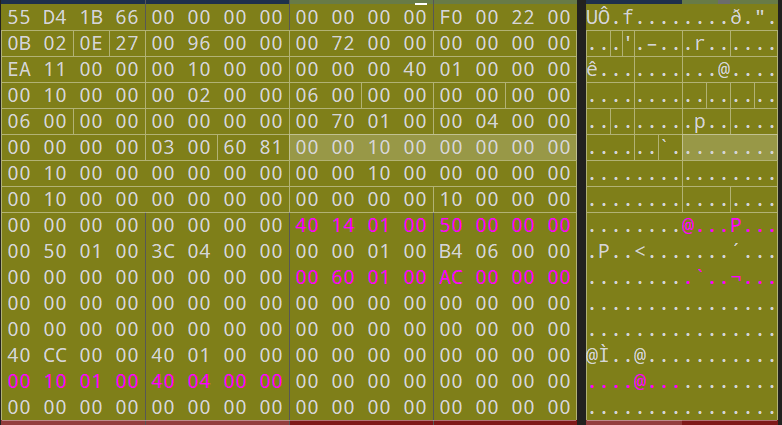 55 D4 1B 66 00 00 00 00 00 00 00 00 F0 00 22 00 UÔ.f........ð.".
0B 02 0E 27 00 96 00 00 00 72 00 00 00 00 00 00 ...'.–...r......
EA 11 00 00 00 10 00 00 00 00 00 40 01 00 00 00 ê..........@....
00 10 00 00 00 02 00 00 06 00 00 00 00 00 00 00 ................
06 00 00 00 00 00 00 00 00 70 01 00 00 04 00 00 .........p......
00 00 00 00 03 00 60 81 00 00 10 00 00 00 00 00 ......`.........
00 10 00 00 00 00 00 00 00 00 10 00 00 00 00 00 ................
00 10 00 00 00 00 00 00 00 00 00 00 10 00 00 00 ................
00 00 00 00 00 00 00 00 40 14 01 00 50 00 00 00 ........@...P...
00 50 01 00 3C 04 00 00 00 00 01 00 B4 06 00 00 .P..<.......´...
00 00 00 00 00 00 00 00 00 60 01 00 AC 00 00 00 .........`..¬...
00 00 00 00 00 00 00 00 00 00 00 00 00 00 00 00 ................
00 00 00 00 00 00 00 00 00 00 00 00 00 00 00 00 ................
40 CC 00 00 40 01 00 00 00 00 00 00 00 00 00 00 @Ì..@...........
00 10 01 00 40 04 00 00 00 00 00 00 00 00 00 00 ....@...........
00 00 00 00 00 00 00 00 00 00 00 00 00 00 00 00 ................